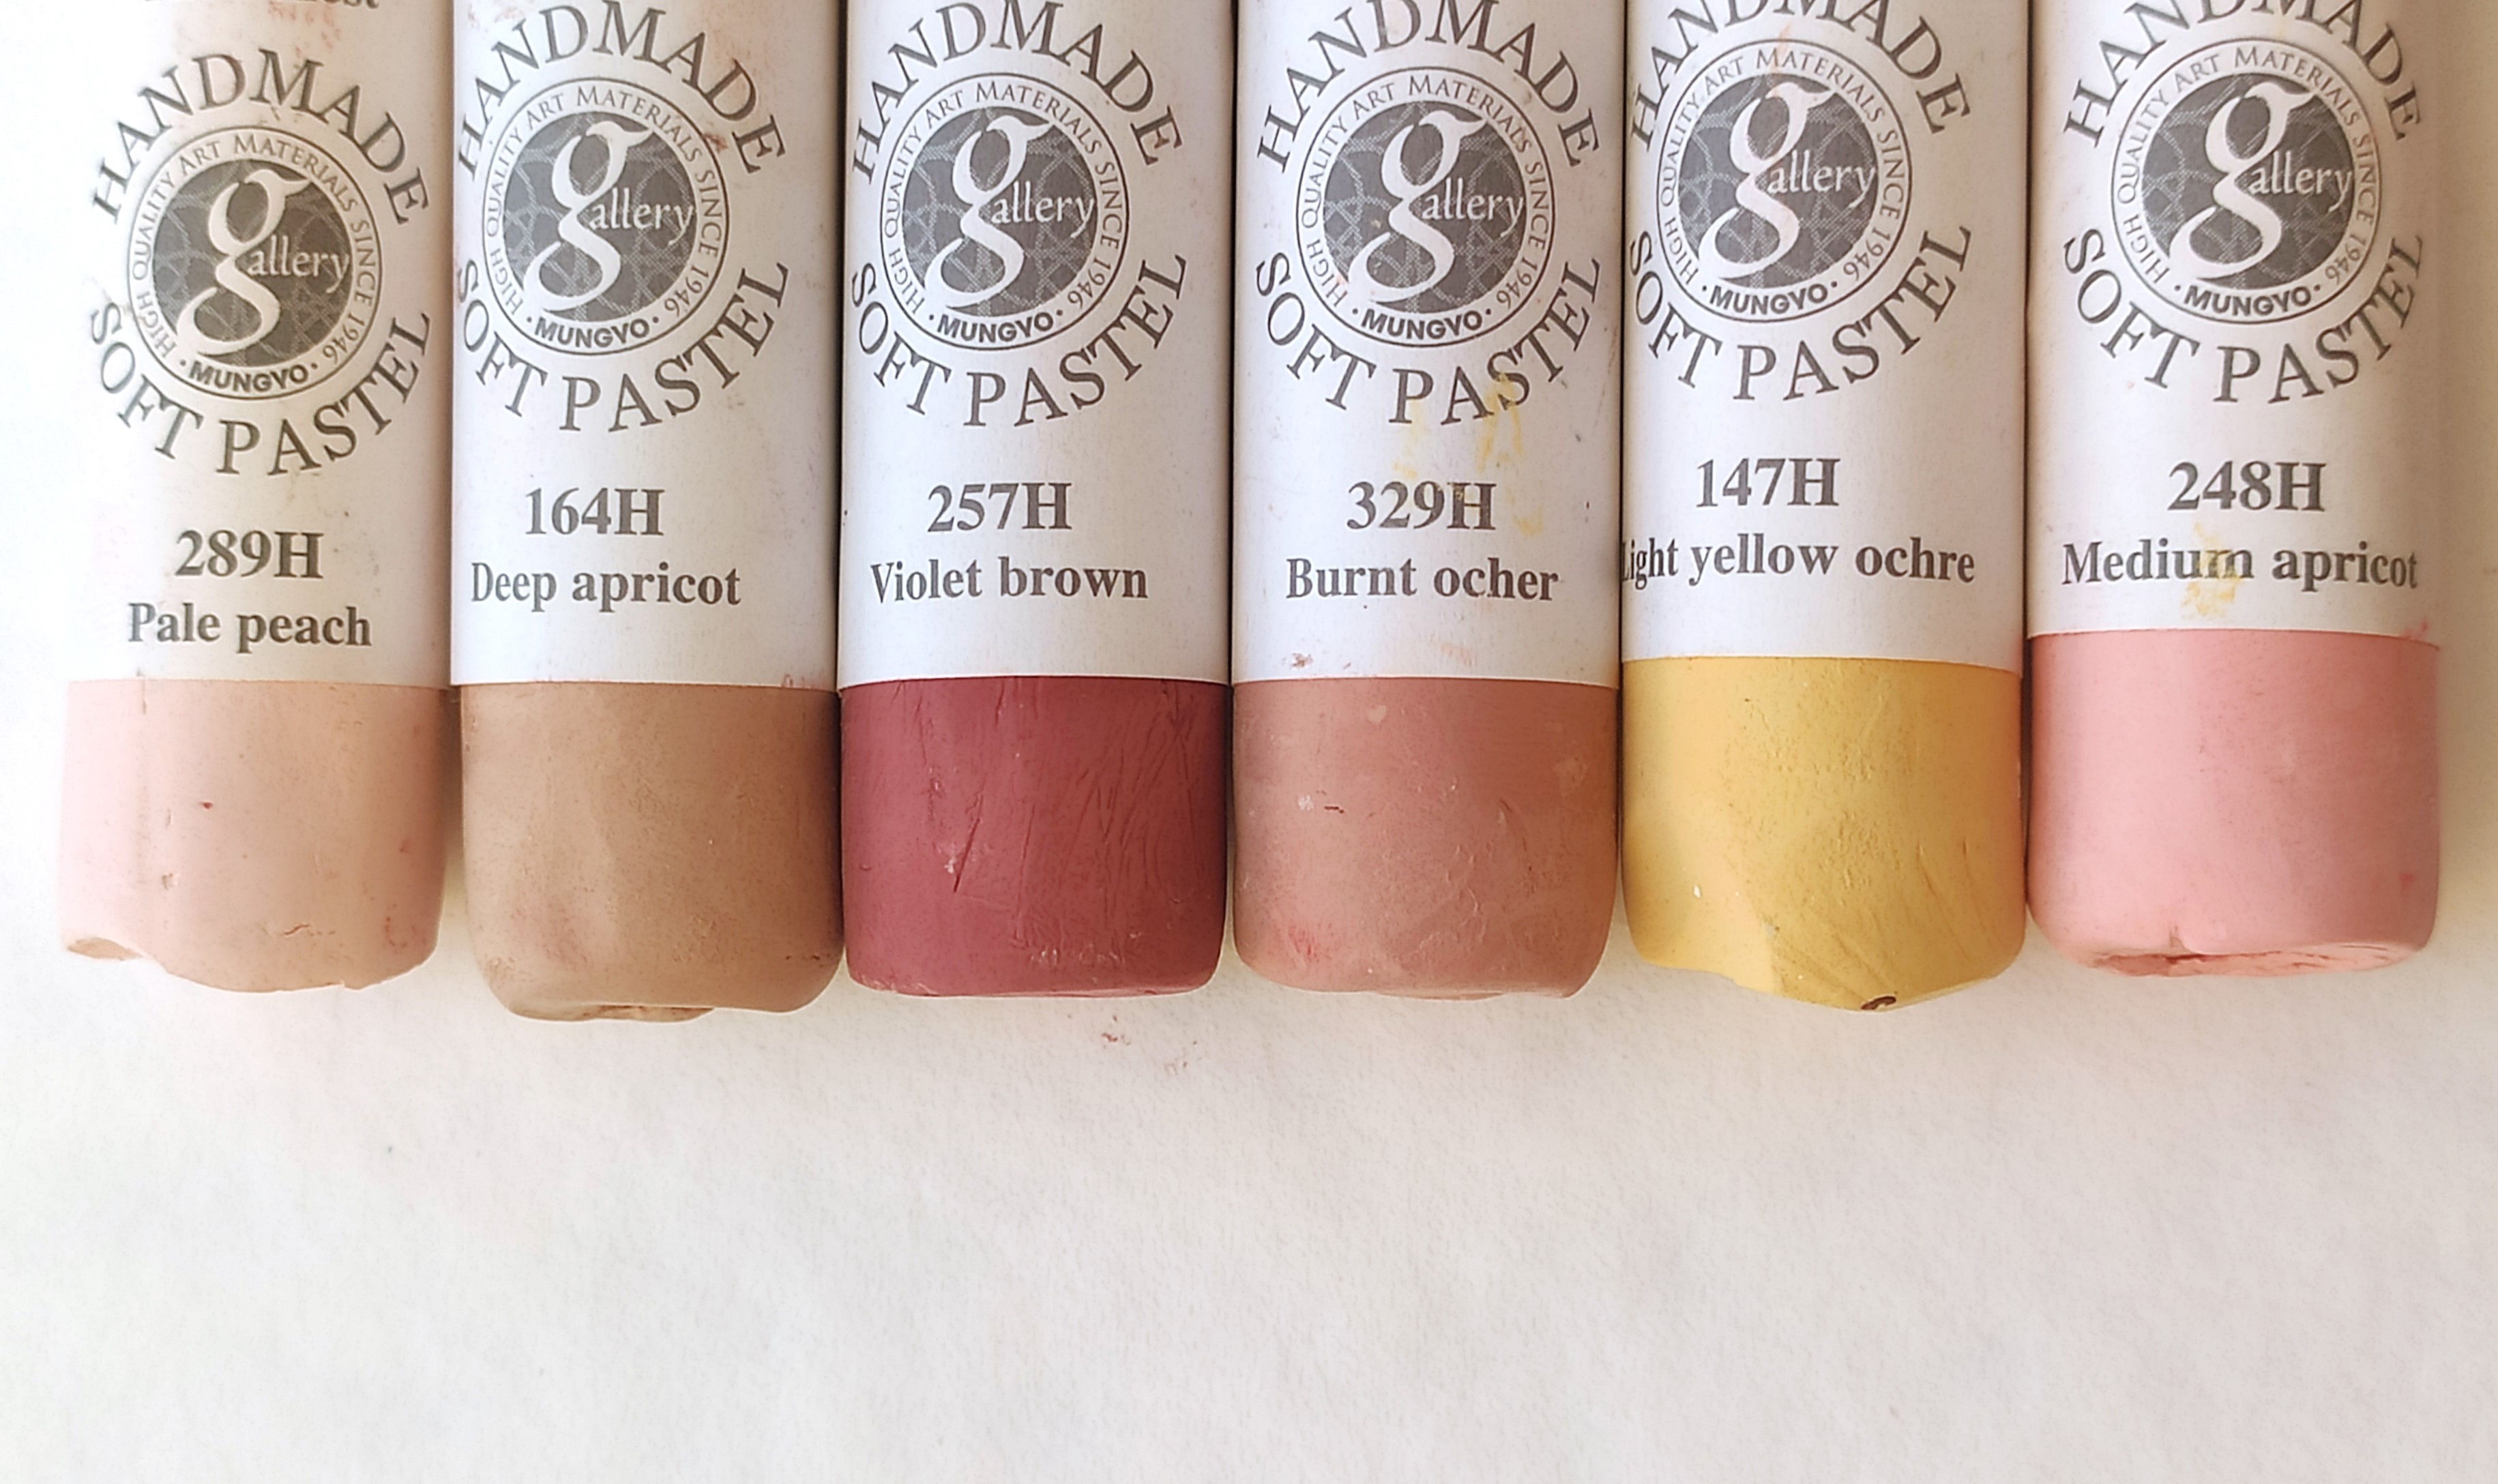 HANDMADE
HIGH QUALITY ART MATERIALS SINCE 1946
gallery
· MUNGYO ·
SOFT PASTEL
289H
Pale peach
HANDMADE
HIGH QUALITY ART MATERIALS SINCE 1946
gallery
· MUNGYO ·
SOFT PASTEL
164H
Deep apricot
HANDMADE
HIGH QUALITY ART MATERIALS SINCE 1946
gallery
· MUNGYO ·
SOFT PASTEL
257H
Violet brown
HANDMADE
HIGH QUALITY ART MATERIALS SINCE 1946
gallery
· MUNGYO ·
SOFT PASTEL
329H
Burnt ocher
HANDMADE
HIGH QUALITY ART MATERIALS SINCE 1946
gallery
· MUNGYO ·
SOFT PASTEL
147H
Light yellow ochre
HANDMADE
HIGH QUALITY ART MATERIALS SINCE 1946
gallery
· MUNGYO ·
SOFT PASTEL
248H
Medium apricot